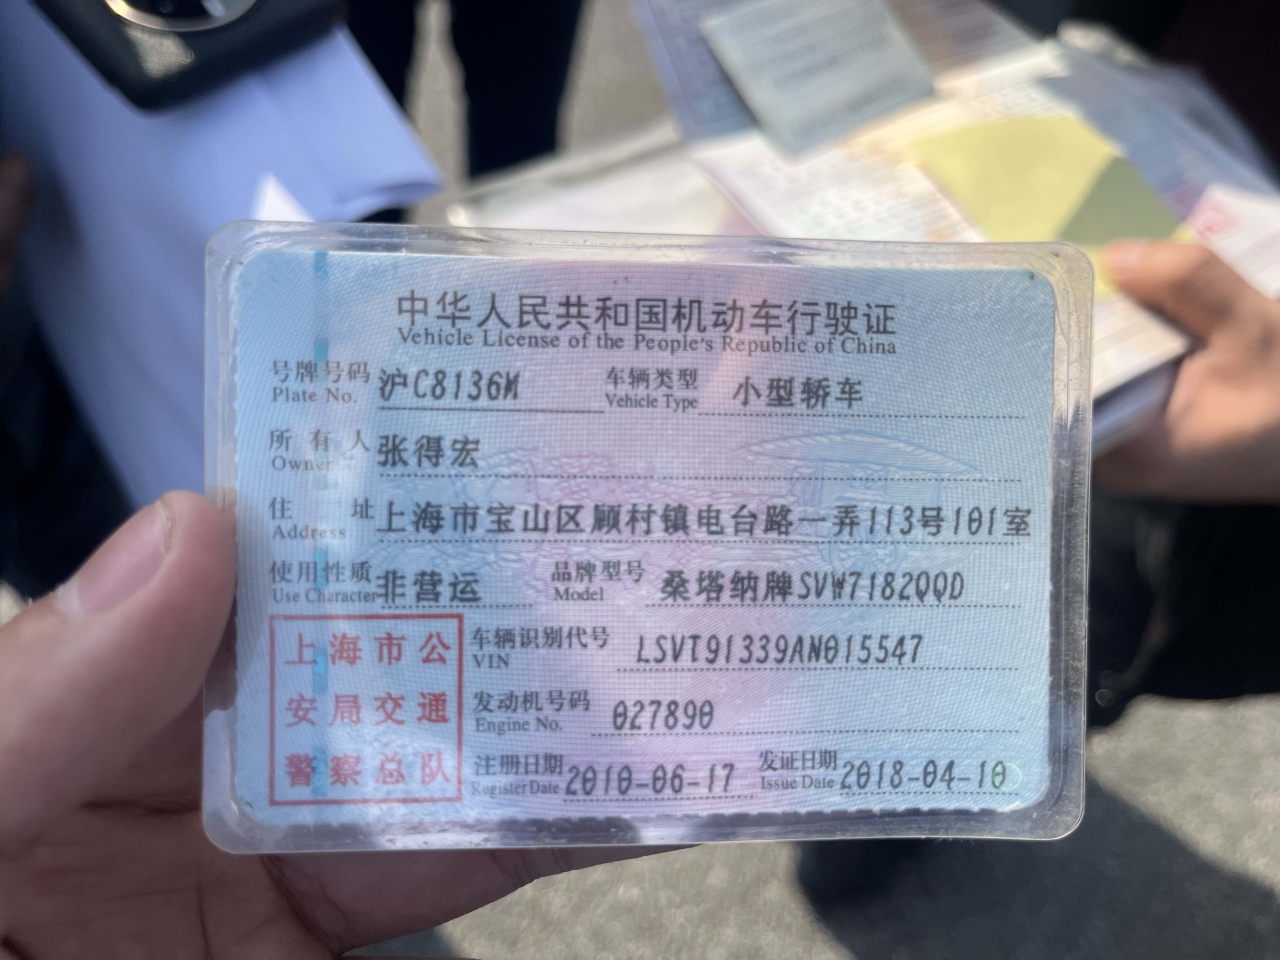 中华人民共和国机动车行驶证
Vehicle License of the People's Republic of China
号牌号码 沪C8136M 车辆类型 小型轿车
Plate No. Vehicle Type
所有人 张得宏
Owner
住址 上海市宝山区顾村镇电台路一弄113号101室
Address
使用性质 非营运 品牌型号 桑塔纳牌SVW7182QQD
Use Character Model
上海市公 车辆识别代号 LSVT91339AN015547
VIN
安局交通 发动机号码 027890
Engine No.
警察总队 注册日期 2010-06-17 发证日期 2018-04-10
Register Date Issue Date